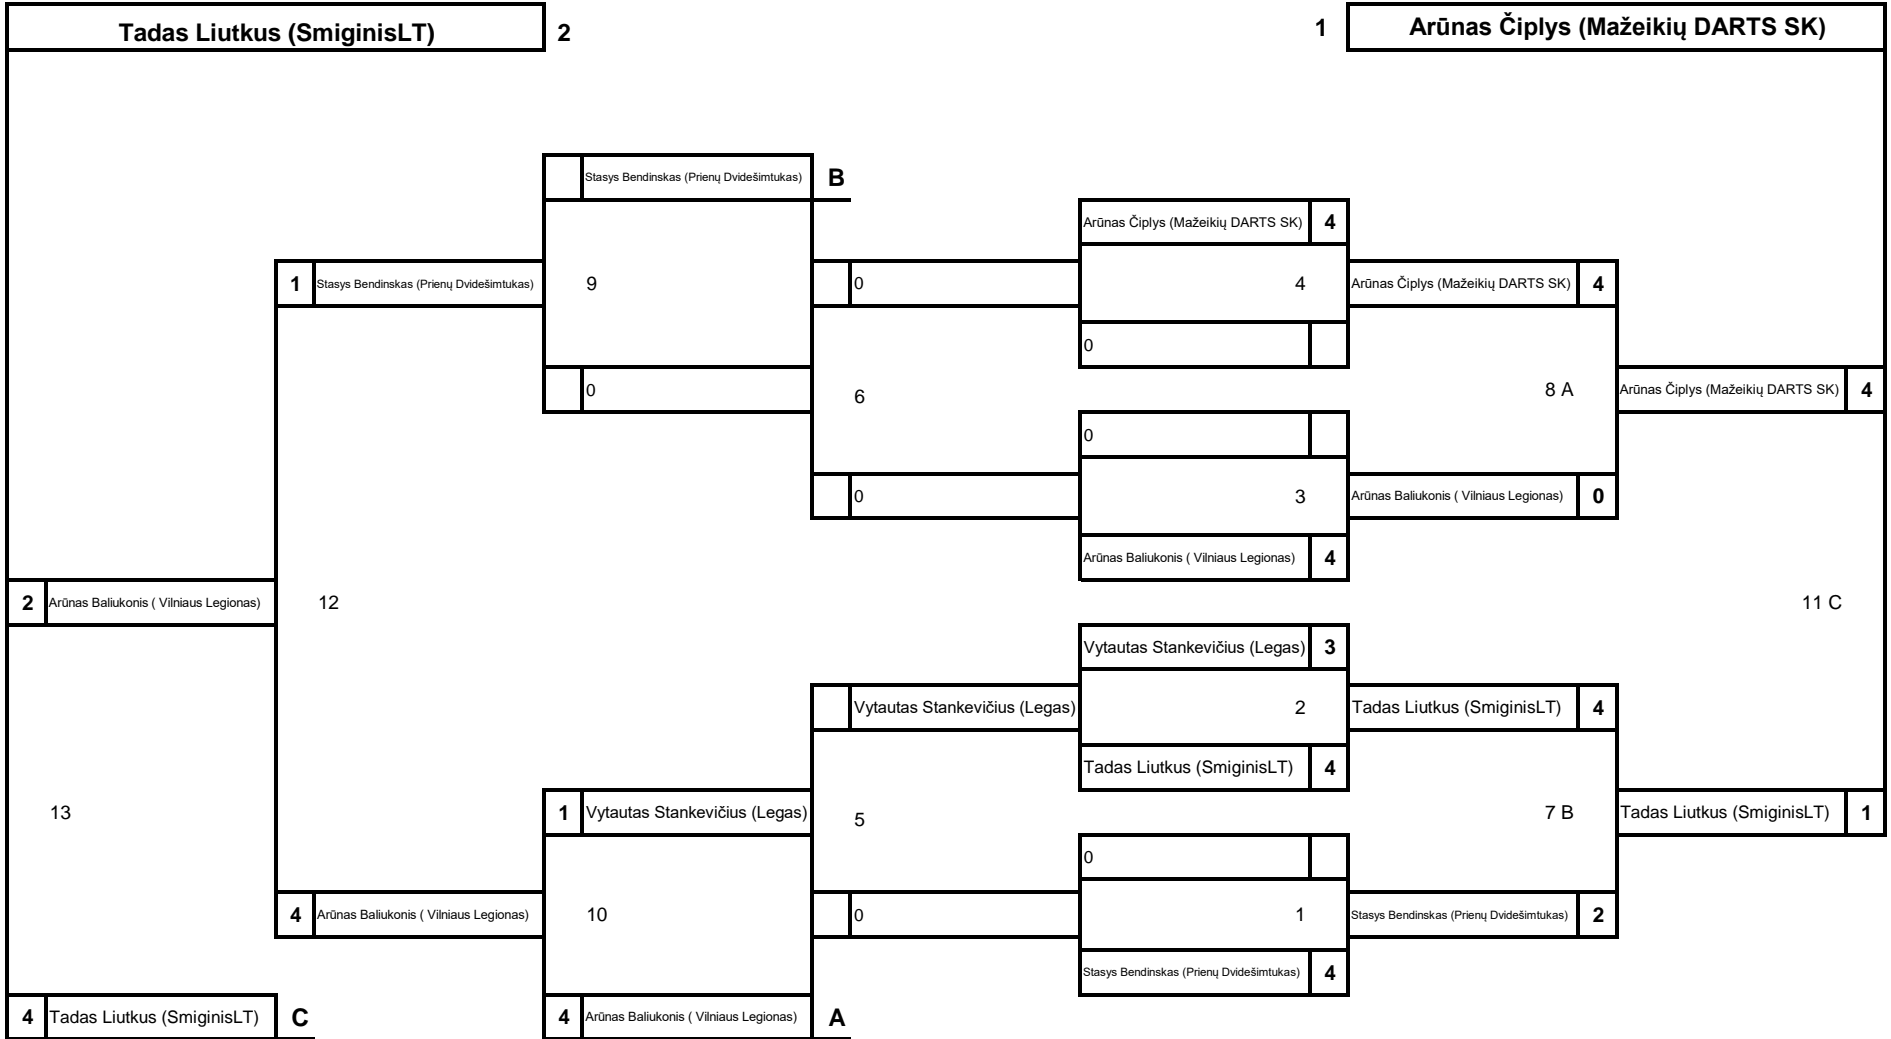 Tadas Liutkus (SmiginisLT) 2 1 Arūnas Čiplys (Mažeikių DARTS SK)
Stasys Bendinskas (Prienų Dvidešimtukas) B
Arūnas Čiplys (Mažeikių DARTS SK) 4
1 Stasys Bendinskas (Prienų Dvidešimtukas) 9 0 4 Arūnas Čiplys (Mažeikių DARTS SK) 4
0
0 6 8 A Arūnas Čiplys (Mažeikių DARTS SK) 4
0
0 3 Arūnas Baliukonis ( Vilniaus Legionas) 0
Arūnas Baliukonis ( Vilniaus Legionas) 4
2 Arūnas Baliukonis ( Vilniaus Legionas) 12 11 C
Vytautas Stankevičius (Legas) 3
Vytautas Stankevičius (Legas) 2 Tadas Liutkus (SmiginisLT) 4
Tadas Liutkus (SmiginisLT) 4
13 1 Vytautas Stankevičius (Legas) 5 7 B Tadas Liutkus (SmiginisLT) 1
0
4 Arūnas Baliukonis ( Vilniaus Legionas) 10 0 1 Stasys Bendinskas (Prienų Dvidešimtukas) 2
Stasys Bendinskas (Prienų Dvidešimtukas) 4
4 Tadas Liutkus (SmiginisLT) C 4 Arūnas Baliukonis ( Vilniaus Legionas) A